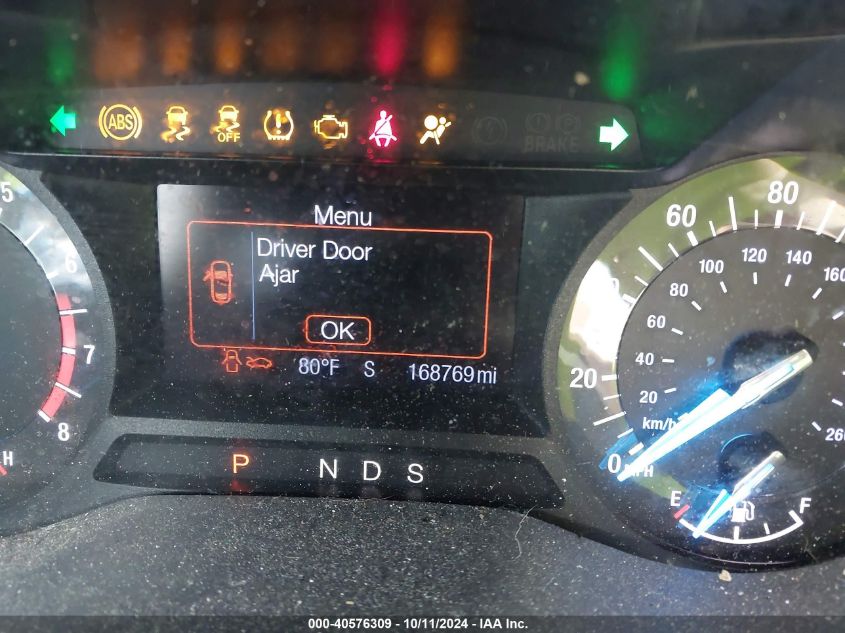 ABS OFF BRAKE
Menu
Driver Door
Ajar
OK
80°F S 168769mi
P N D S
5
6
7
8
H
20
60
80
20
40
60
80
100
120
140
160
260
km/h
0 MPH
E F
000-40576309 - 10/11/2024 - IAA Inc.